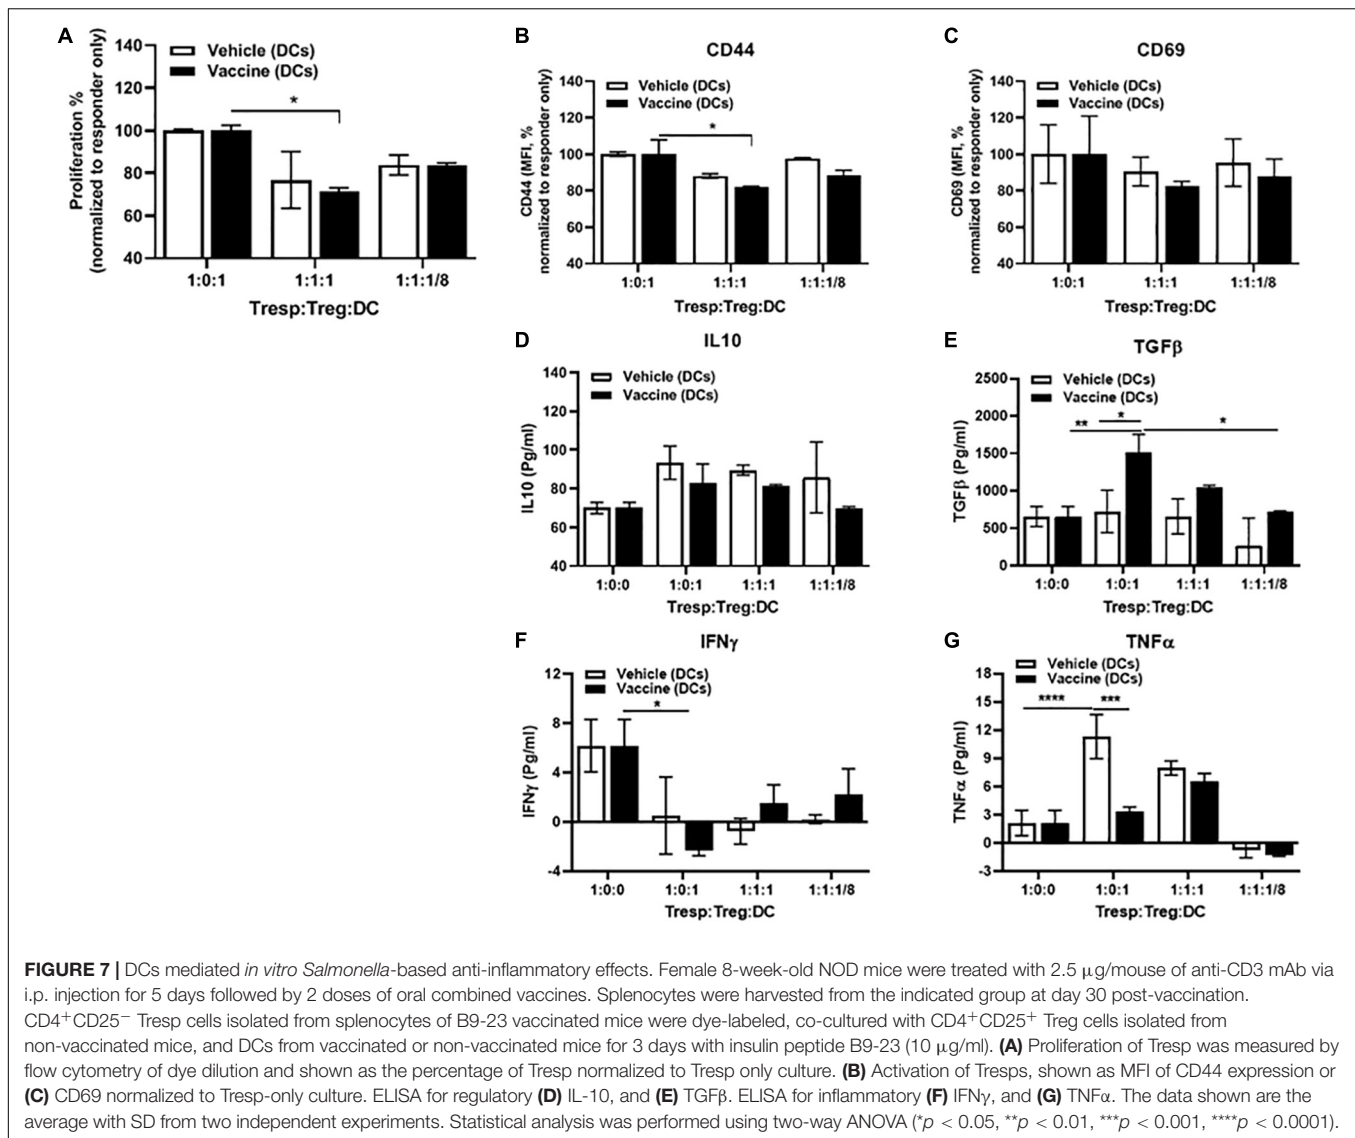 A
Vehicle (DCs)
Vaccine (DCs)
*
Proliferation %
(normalized to responder only)
140
120
100
80
60
40
1:0:1
1:1:1
1:1:1/8
Tresp:Treg:DC
B
CD44
Vehicle (DCs)
Vaccine (DCs)
*
CD44 (MFI, %
normalized to responder only)
140
120
100
80
60
40
1:0:1
1:1:1
1:1:1/8
Tresp:Treg:DC
C
CD69
Vehicle (DCs)
Vaccine (DCs)
CD69 (MFI, %
normalized to responder only)
140
120
100
80
60
40
1:0:1
1:1:1
1:1:1/8
Tresp:Treg:DC
D
IL10
Vehicle (DCs)
Vaccine (DCs)
IL10 (Pg/ml)
140
120
100
80
60
40
1:0:0
1:0:1
1:1:1
1:1:1/8
Tresp:Treg:DC
E
TGFβ
Vehicle (DCs)
Vaccine (DCs)
**
*
*
TGFβ (Pg/ml)
2500
2000
1500
1000
500
0
1:0:0
1:0:1
1:1:1
1:1:1/8
Tresp:Treg:DC
F
IFNγ
Vehicle (DCs)
Vaccine (DCs)
*
IFNγ (Pg/ml)
12
8
4
0
-4
1:0:0
1:0:1
1:1:1
1:1:1/8
Tresp:Treg:DC
G
TNFα
Vehicle (DCs)
Vaccine (DCs)
****
***
TNFα (Pg/ml)
18
15
12
9
6
3
0
-3
1:0:0
1:0:1
1:1:1
1:1:1/8
Tresp:Treg:DC
FIGURE 7 | DCs mediated in vitro Salmonella-based anti-inflammatory effects. Female 8-week-old NOD mice were treated with 2.5 μg/mouse of anti-CD3 mAb via
i.p. injection for 5 days followed by 2 doses of oral combined vaccines. Splenocytes were harvested from the indicated group at day 30 post-vaccination.
CD4⁺CD25⁻ Tresp cells isolated from splenocytes of B9-23 vaccinated mice were dye-labeled, co-cultured with CD4⁺CD25⁺ Treg cells isolated from
non-vaccinated mice, and DCs from vaccinated or non-vaccinated mice for 3 days with insulin peptide B9-23 (10 μg/ml). (A) Proliferation of Tresp was measured by
flow cytometry of dye dilution and shown as the percentage of Tresp normalized to Tresp only culture. (B) Activation of Tresps, shown as MFI of CD44 expression or
(C) CD69 normalized to Tresp-only culture. ELISA for regulatory (D) IL-10, and (E) TGFβ. ELISA for inflammatory (F) IFNγ, and (G) TNFα. The data shown are the
average with SD from two independent experiments. Statistical analysis was performed using two-way ANOVA (*p < 0.05, **p < 0.01, ***p < 0.001, ****p < 0.0001).